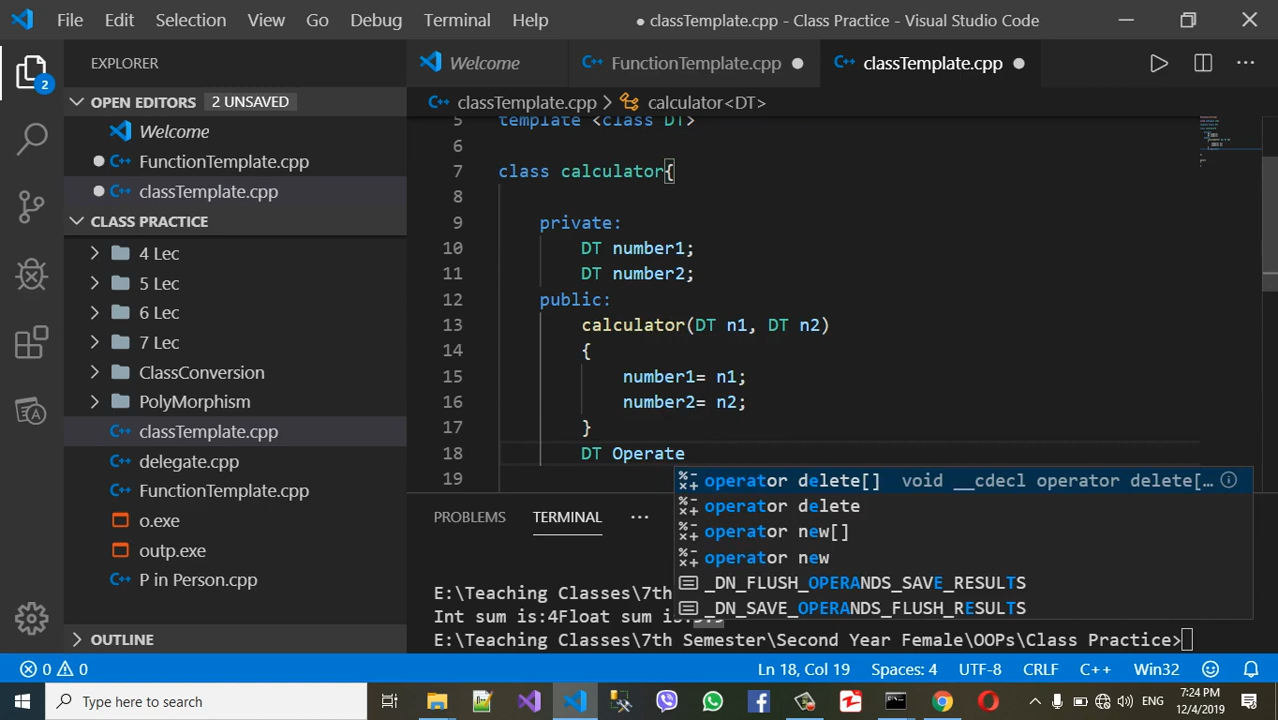 File Edit Selection View Go Debug Terminal Help ● classTemplate.cpp - Class Practice - Visual Studio Code
EXPLORER
Welcome FunctionTemplate.cpp classTemplate.cpp
OPEN EDITORS 2 UNSAVED
Welcome
FunctionTemplate.cpp
classTemplate.cpp
CLASS PRACTICE
4 Lec
5 Lec
6 Lec
7 Lec
ClassConversion
PolyMorphism
classTemplate.cpp
delegate.cpp
FunctionTemplate.cpp
o.exe
outp.exe
P in Person.cpp
OUTLINE
2
classTemplate.cpp > calculator<DT>
5 template <class DT>
6
7 class calculator{
8
9 private:
10 DT number1;
11 DT number2;
12 public:
13 calculator(DT n1, DT n2)
14 {
15 number1= n1;
16 number2= n2;
17 }
18 DT Operate
19
operator delete[] void __cdecl operator delete[...
operator delete
operator new[]
operator new
_DN_FLUSH_OPERANDS_SAVE_RESULTS
_DN_SAVE_OPERANDS_FLUSH_RESULTS
PROBLEMS TERMINAL ...
E:\Teaching Classes\7th
Int sum is:4Float sum is:
E:\Teaching Classes\7th Semester\Second Year Female\OOPs\Class Practice>
0 0 Ln 18, Col 19 Spaces: 4 UTF-8 CRLF C++ Win32
Type here to search
ENG
7:24 PM
12/4/2019